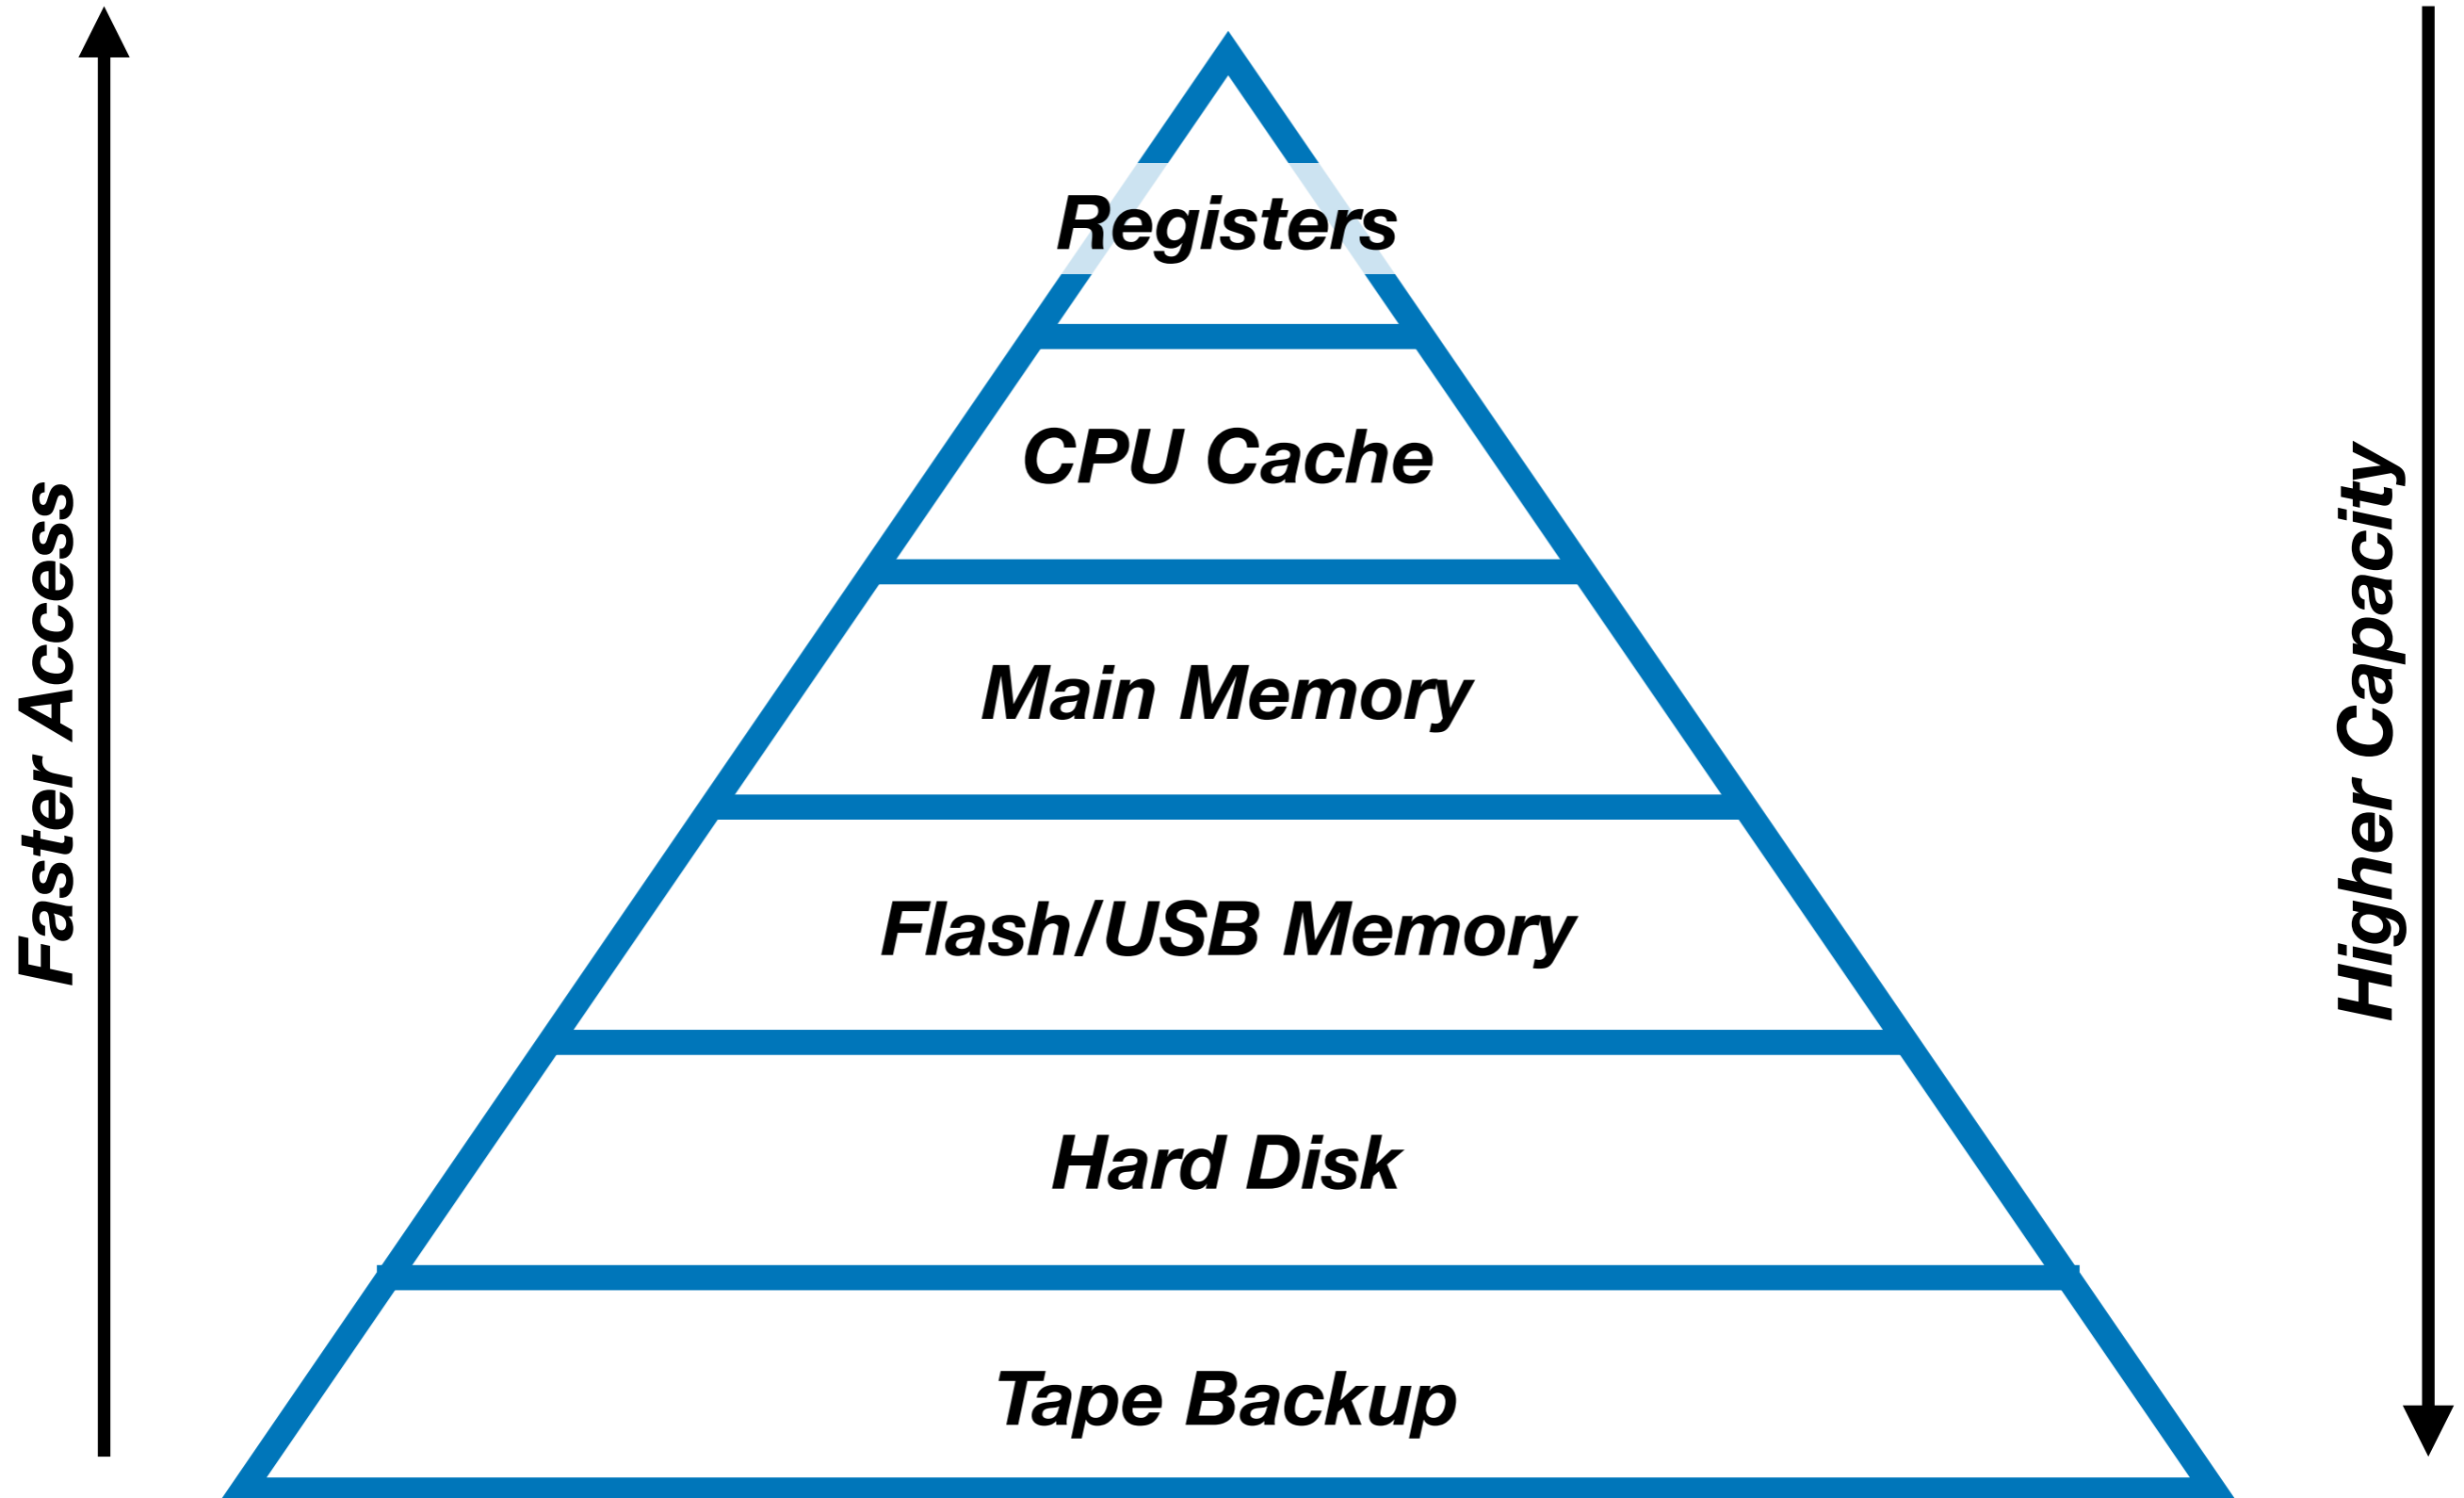 Registers
CPU Cache
Main Memory
Flash/USB Memory
Hard Disk
Tape Backup
Faster Access
Higher Capacity